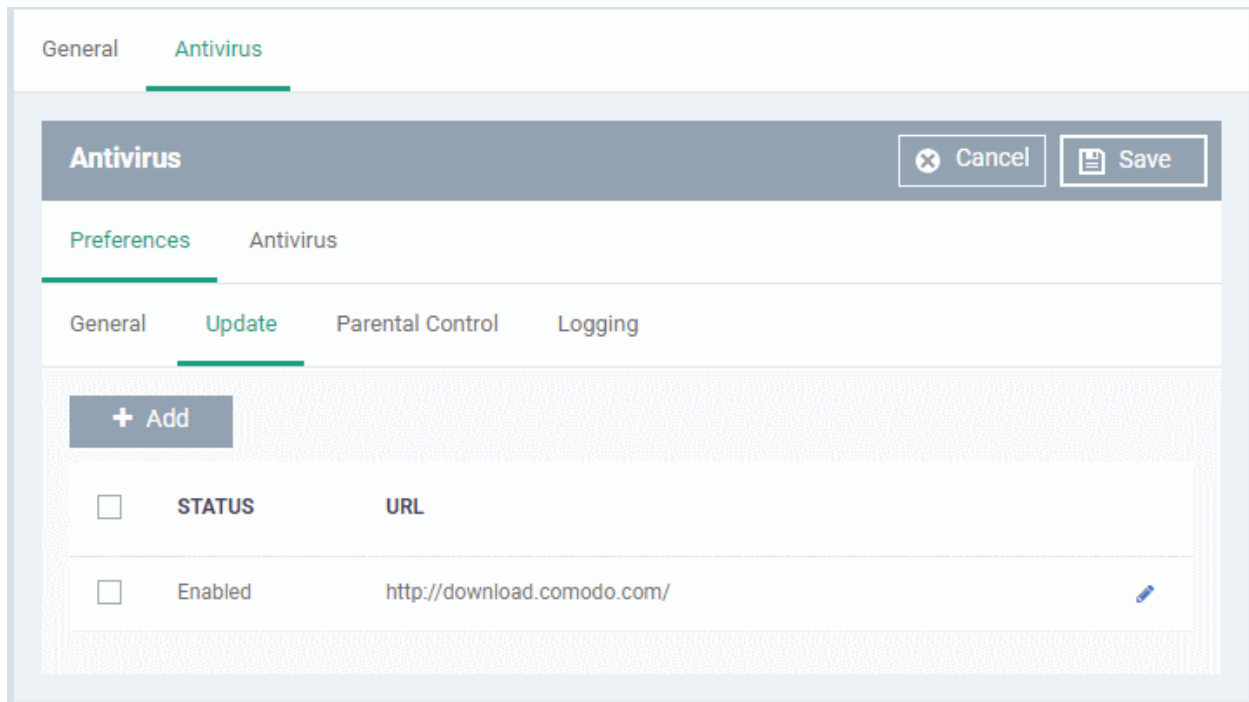 General Antivirus
Antivirus Cancel Save
Preferences Antivirus
General Update Parental Control Logging
+ Add
STATUS URL
Enabled http://download.comodo.com/